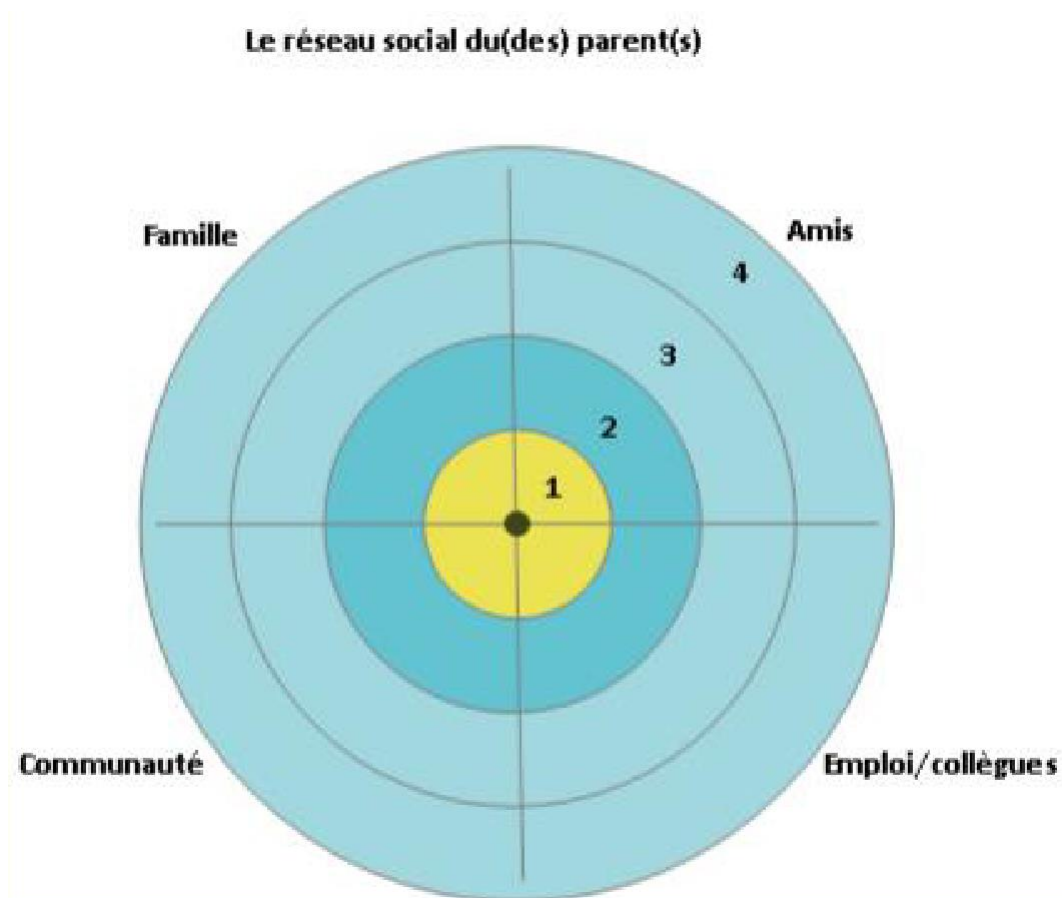 Le réseau social du(des) parent(s)
Famille
Amis
4
3
2
1
Communauté
Emploi/collègues